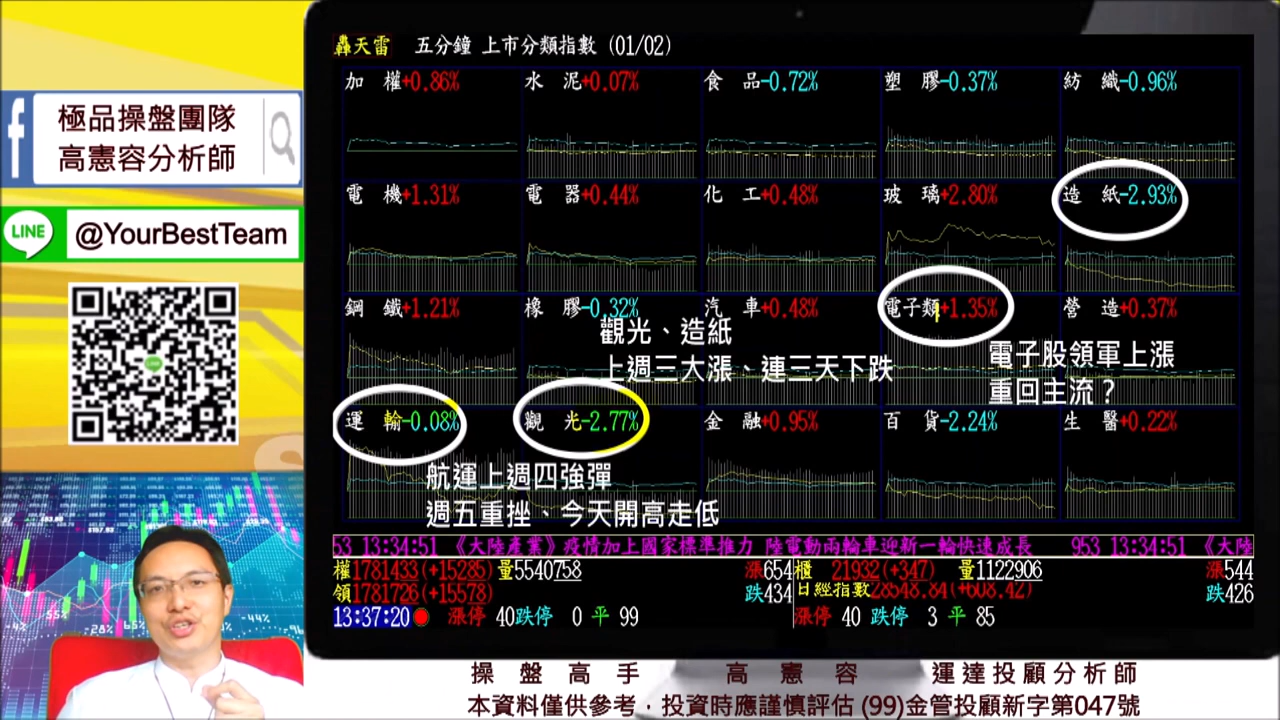 極品操盤團隊
高憲容分析師
LINE
@YourBestTeam
LINE
轟天雷 五分鐘 上市分類指數 (01/02)
加權+0.86% 水泥+0.07% 食品-0.72% 塑膠-0.37% 紡織-0.96%
電機+1.31% 電器+0.44% 化工+0.48% 玻璃+2.80% 造紙-2.93%
鋼鐵+1.21% 橡膠-0.32% 汽車+0.48% 電子類+1.35% 營造+0.37%
觀光、造紙
上週三大漲、連三天下跌
電子股領軍上漲
重回主流？
運輸-0.08% 觀光-2.77% 金融+0.95% 百貨-2.24% 生醫+0.22%
航運上週四強彈
週五重挫、今天開高走低
53 13:34:51 《大陸產業》疫情加上國家標準推力 陸電動兩輪車迎新一輪快速成長 953 13:34:51 《大陸
權1781433(+15285) 量5540758 漲654 櫃 21932(+347) 量1122906 漲544
領1781726(+15578) 跌434 日經指數28548.84(+608.42) 跌426
13:37:20 漲停 40跌停 0 平 99 漲停 40 跌停 3 平 85
操盤高手 高憲容 運達投顧分析師
本資料僅供參考，投資時應謹慎評估 (99)金管投顧新字第047號